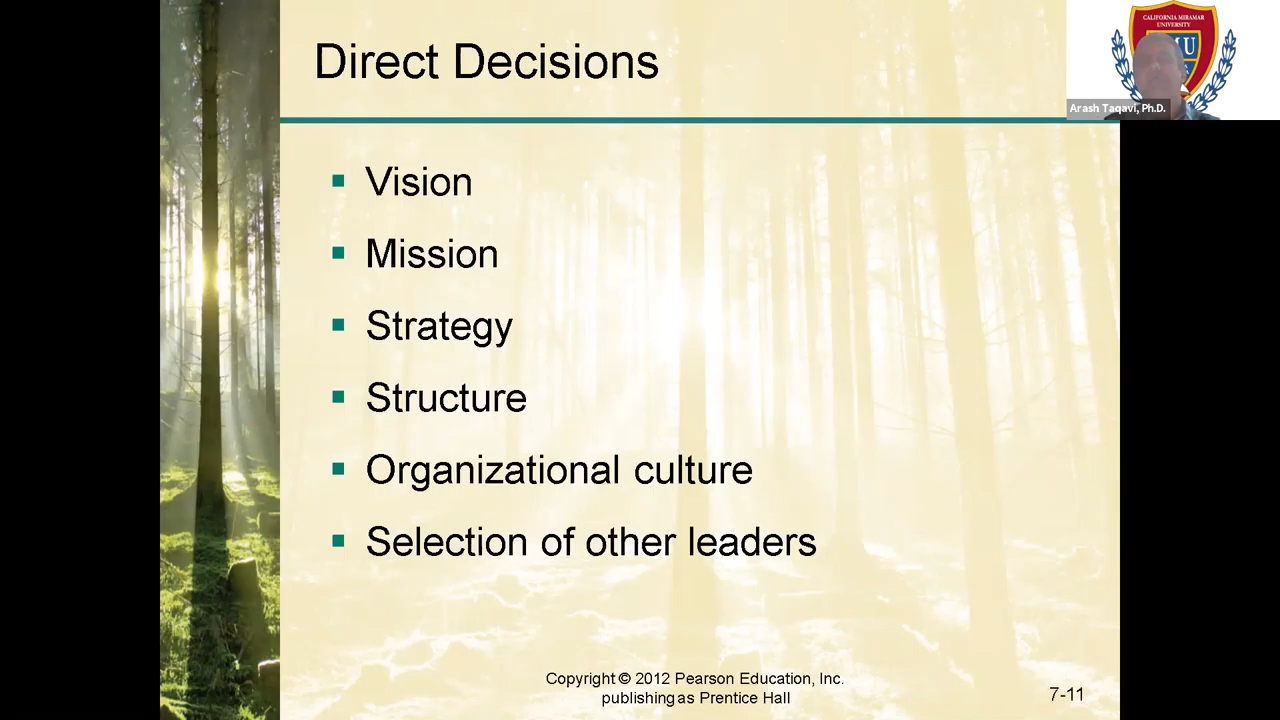 Direct Decisions
CALIFORNIA MIRAMAR
UNIVERSITY
MU
Arash Taqavi, Ph.D.
Vision
Mission
Strategy
Structure
Organizational culture
Selection of other leaders
Copyright © 2012 Pearson Education, Inc.
publishing as Prentice Hall
7-11